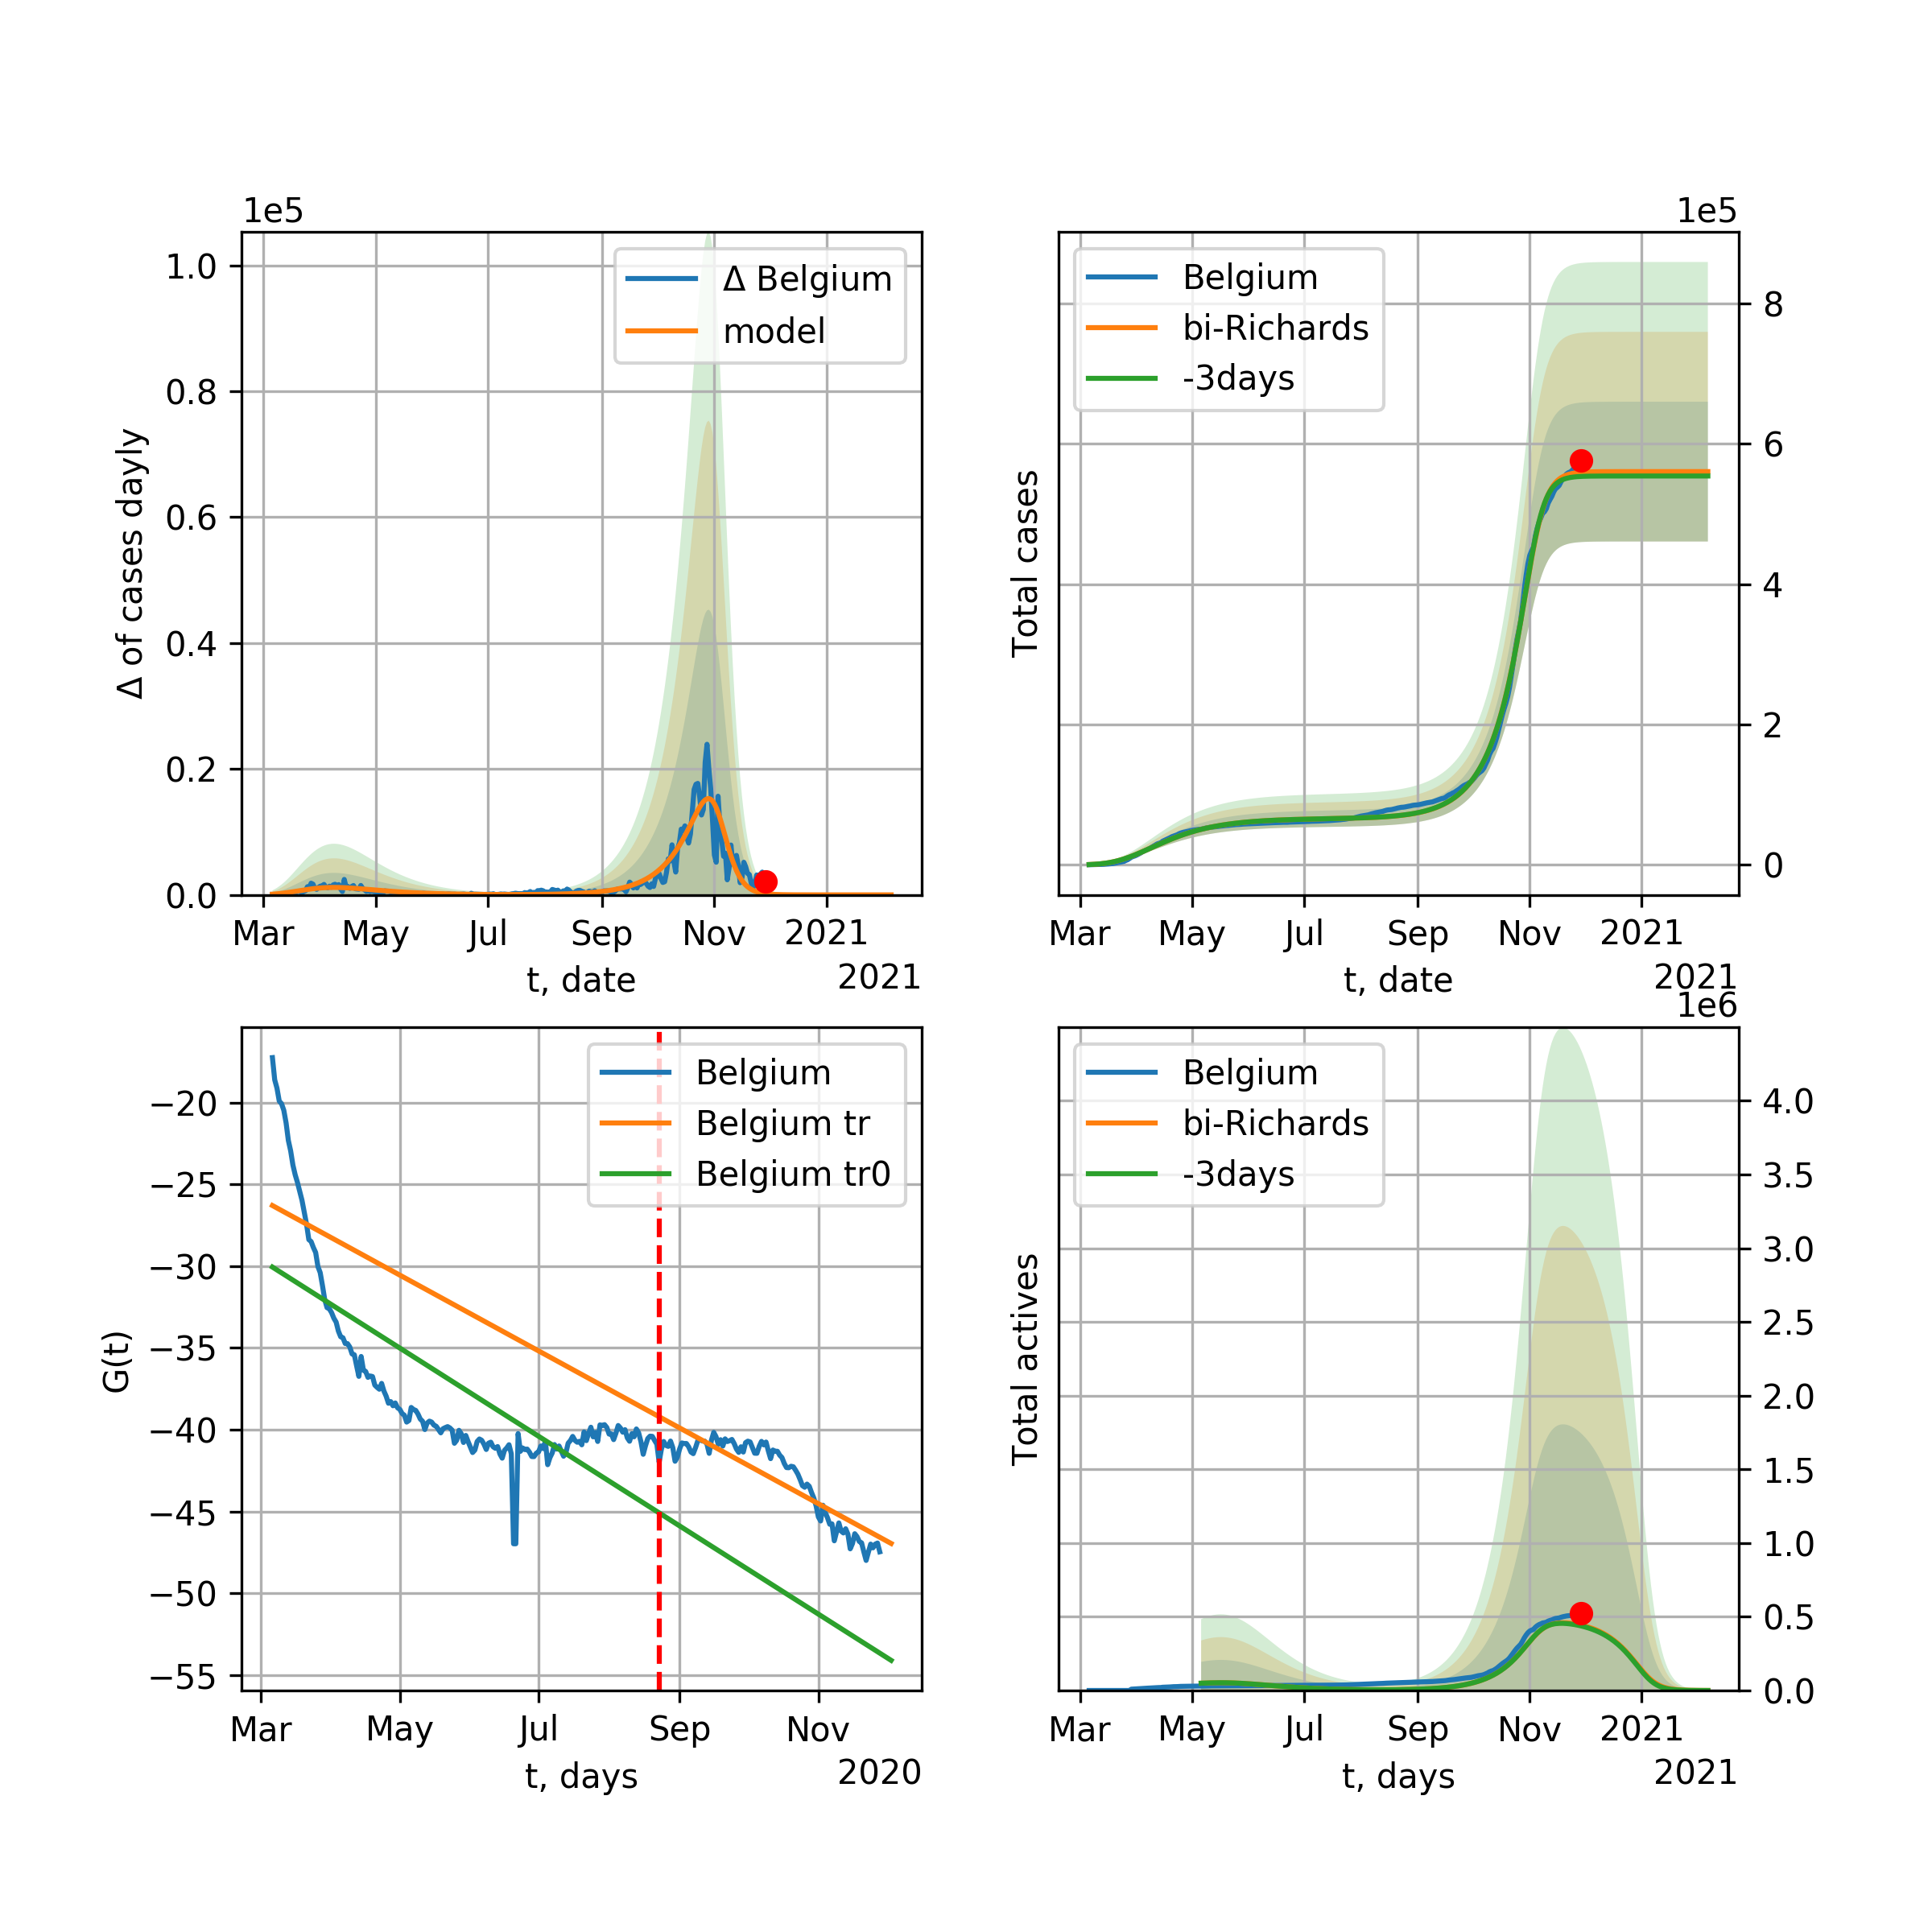 1e5
Δ of cases dayly
1.0
0.8
0.6
0.4
0.2
0.0
Δ Belgium
model
Mar May Jul Sep Nov 2021
t, date
2021
1e5
Total cases
Belgium
bi-Richards
-3days
8
6
4
2
0
Mar May Jul Sep Nov 2021
t, date
2021
G(t)
−20
−25
−30
−35
−40
−45
−50
−55
Belgium
Belgium tr
Belgium tr0
Mar May Jul Sep Nov
t, days
2020
1e6
Total actives
Belgium
bi-Richards
-3days
4.0
3.5
3.0
2.5
2.0
1.5
1.0
0.5
0.0
Mar May Jul Sep Nov 2021
t, days
2021